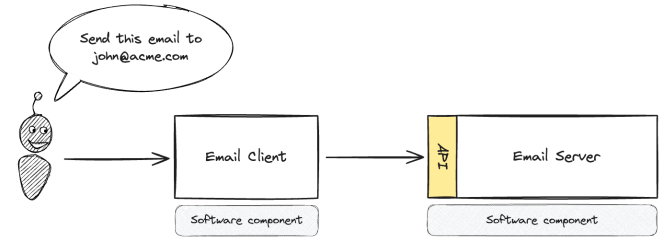 Send this email to
john@acme.com
Email Client
API
Email Server
Software component
Software component